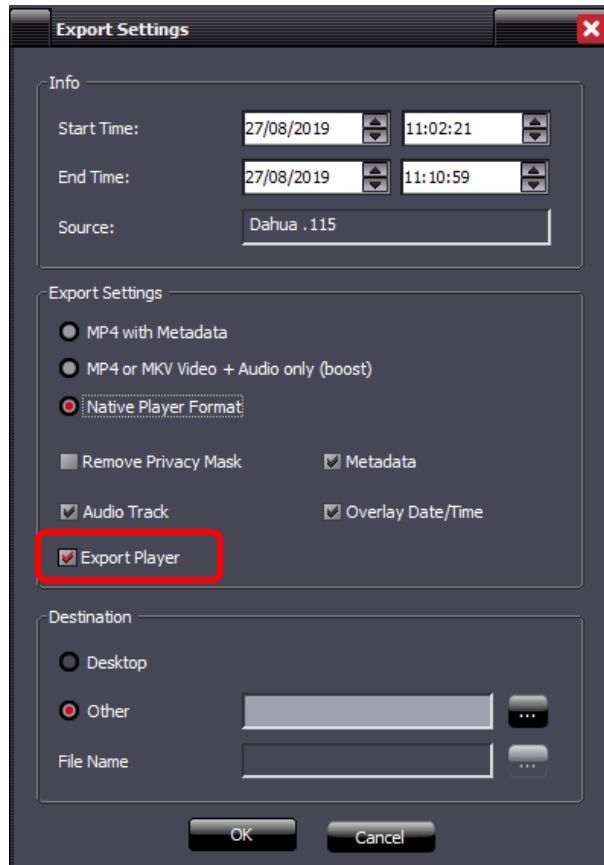 Export Settings
Info
Start Time: 27/08/2019 11:02:21
End Time: 27/08/2019 11:10:59
Source: Dahua .115
Export Settings
MP4 with Metadata
MP4 or MKV Video + Audio only (boost)
Native Player Format
Remove Privacy Mask Metadata
Audio Track Overlay Date/Time
Export Player
Destination
Desktop
Other ...
File Name ...
OK Cancel